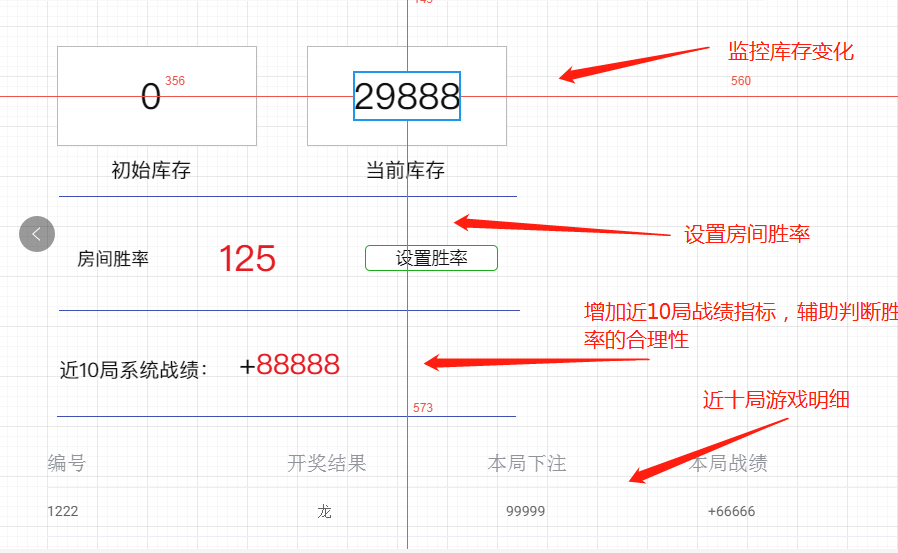 监控库存变化
356
560
0
29888
初始库存
当前库存
设置房间胜率
房间胜率
125
设置胜率
增加近10局战绩指标，辅助判断胜
率的合理性
近10局系统战绩：
+88888
近十局游戏明细
573
编号
开奖结果
本局下注
本局战绩
1222
龙
99999
+66666